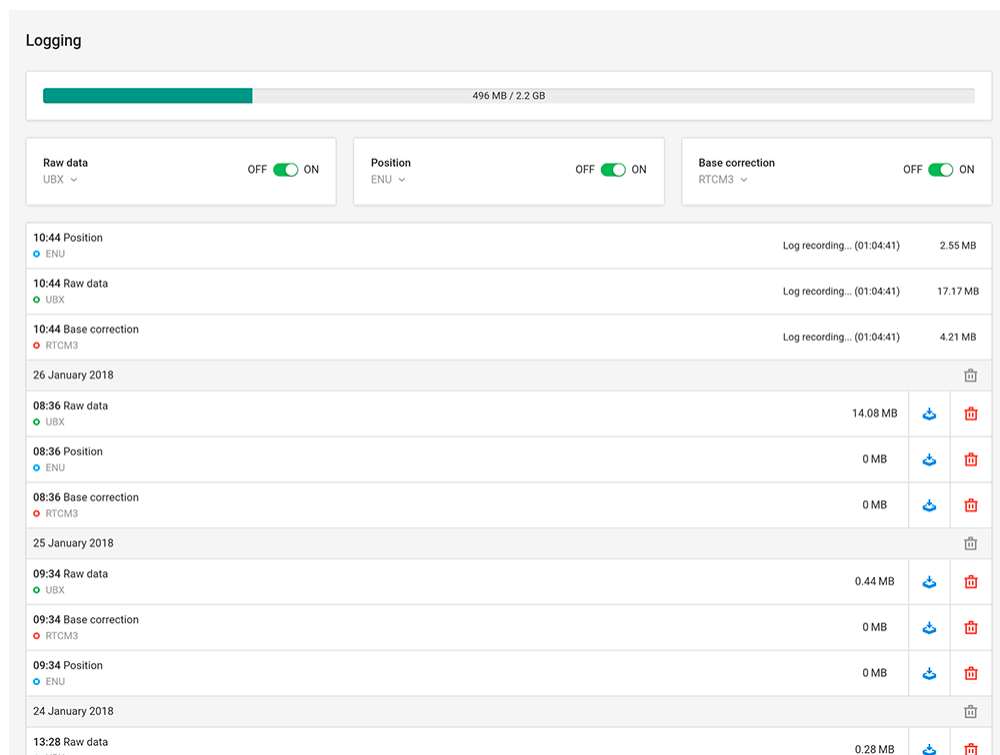 Logging
496 MB / 2.2 GB
Raw data
UBX
OFF ON
Position
ENU
OFF ON
Base correction
RTCM3
OFF ON
10:44 Position
ENU
Log recording... (01:04:41) 2.55 MB
10:44 Raw data
UBX
Log recording... (01:04:41) 17.17 MB
10:44 Base correction
RTCM3
Log recording... (01:04:41) 4.21 MB
26 January 2018
08:36 Raw data
UBX
14.08 MB
08:36 Position
ENU
0 MB
08:36 Base correction
RTCM3
0 MB
25 January 2018
09:34 Raw data
UBX
0.44 MB
09:34 Base correction
RTCM3
0 MB
09:34 Position
ENU
0 MB
24 January 2018
13:28 Raw data
0.28 MB